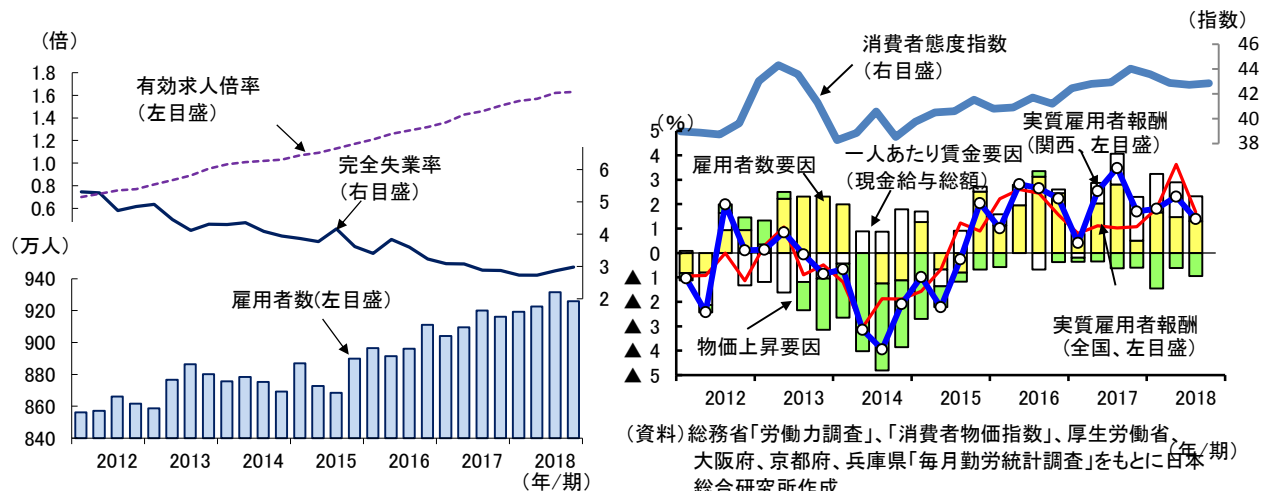 （倍）
1.8
1.6
1.4
1.2
1.0
0.8
0.6
有効求人倍率
（左目盛）
完全失業率
（右目盛）
6
5
4
3
2
（万人）
940
920
900
880
860
840
雇用者数(左目盛)
2012
2013
2014
2015
2016
2017
2018
（年/期）
（指数）
46
44
42
40
38
消費者態度指数
（右目盛）
（%）
5
4
3
2
1
0
▲ 1
▲ 2
▲ 3
▲ 4
▲ 5
雇用者数要因
一人あたり賃金要因
（現金給与総額）
実質雇用者報酬
（関西、左目盛）
物価上昇要因
実質雇用者報酬
（全国、左目盛）
2012
2013
2014
2015
2016
2017
2018
（年/期）
（資料）総務省「労働力調査」、「消費者物価指数」、厚生労働省、
大阪府、京都府、兵庫県「毎月勤労統計調査」をもとに日本
総合研究所作成